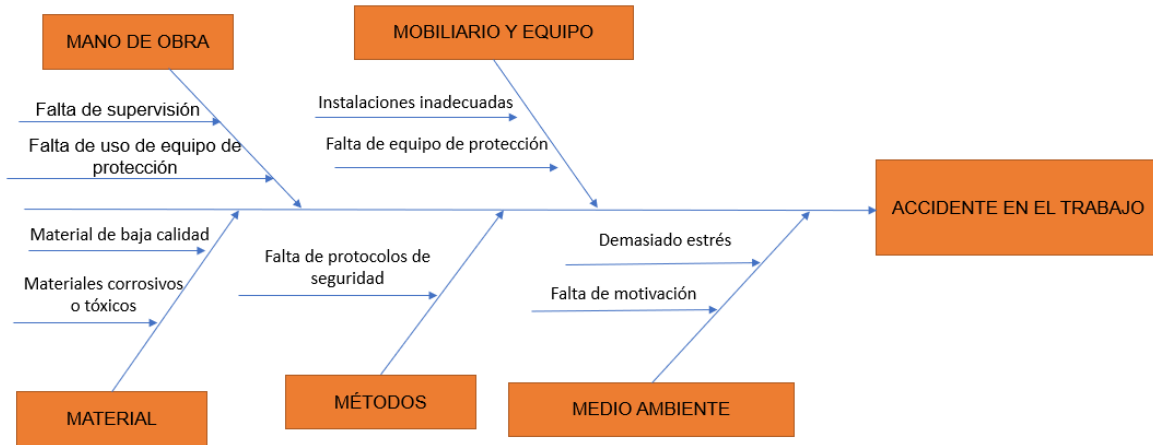 MANO DE OBRA
MOBILIARIO Y EQUIPO
Falta de supervisión
Falta de uso de equipo de
protección
Instalaciones inadecuadas
Falta de equipo de protección
ACCIDENTE EN EL TRABAJO
Material de baja calidad
Materiales corrosivos
o tóxicos
Falta de protocolos de
seguridad
Demasiado estrés
Falta de motivación
MATERIAL
MÉTODOS
MEDIO AMBIENTE